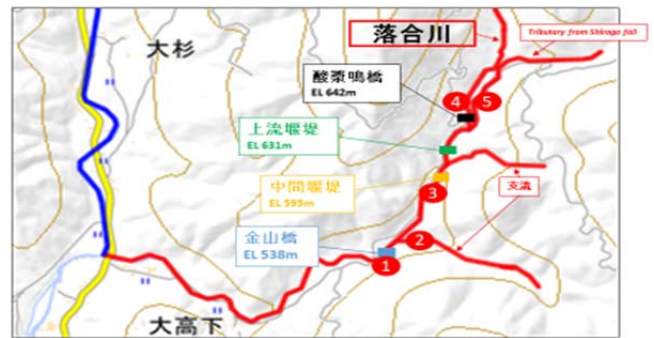 落合川
Tributary from Shiraga fall
大杉
酸漿鳴橋
EL 642m
4
5
上流堰堤
EL 631m
中間堰堤
EL 595m
支流
3
金山橋
EL 538m
2
1
大高下